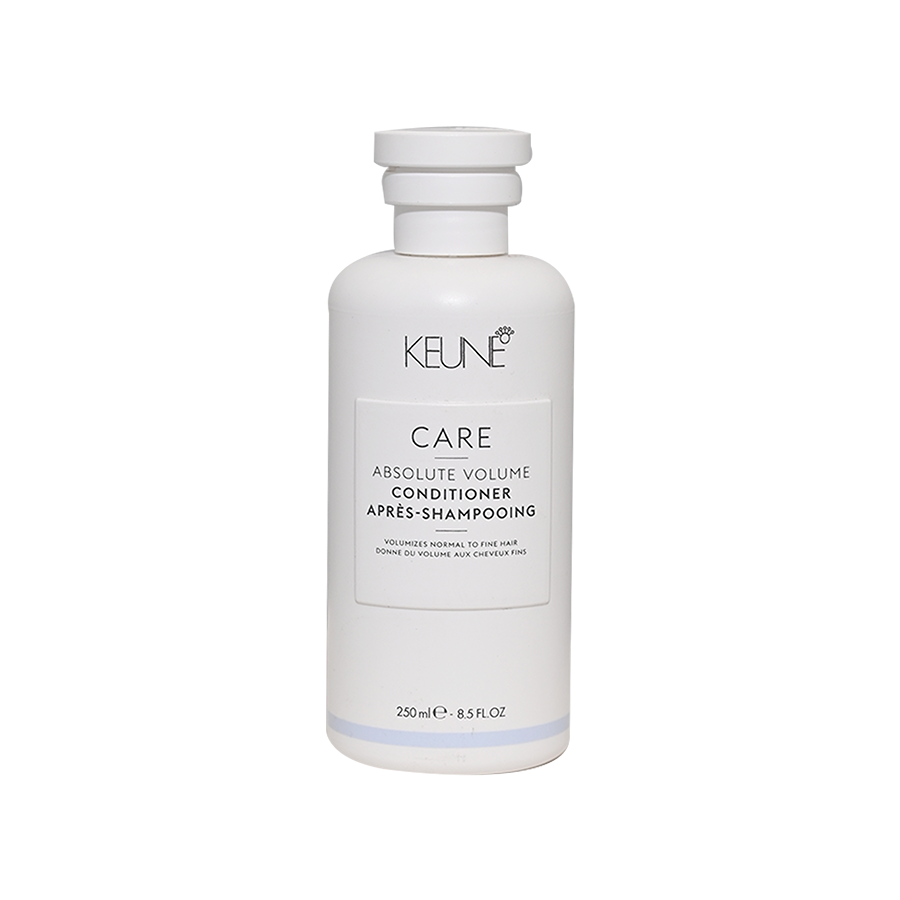 KEUNE
CARE
ABSOLUTE VOLUME
CONDITIONER
APRÈS-SHAMPOOING
VOLUMIZES NORMAL TO FINE HAIR
DONNE DU VOLUME AUX CHEVEUX FINS
250 ml ℮ - 8.5 FL.OZ